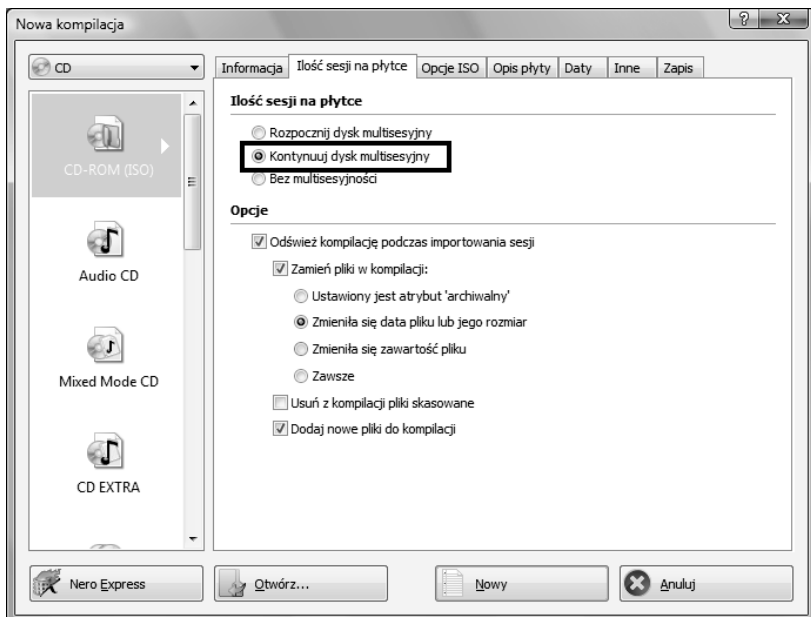 Nowa kompilacja
CD
CD-ROM (ISO)
Audio CD
Mixed Mode CD
CD EXTRA
Informacja
Ilość sesji na płytce
Opcje ISO
Opis płyty
Daty
Inne
Zapis
Ilość sesji na płytce
Rozpocznij dysk multisesyjny
Kontynuuj dysk multisesyjny
Bez multisesyjności
Opcje
Odśwież kompilację podczas importowania sesji
Zamień pliki w kompilacji:
Ustawiony jest atrybut 'archiwalny'
Zmieniła się data pliku lub jego rozmiar
Zmieniła się zawartość pliku
Zawsze
Usuń z kompilacji pliki skasowane
Dodaj nowe pliki do kompilacji
Nero Express
Otwórz...
Nowy
Anuluj